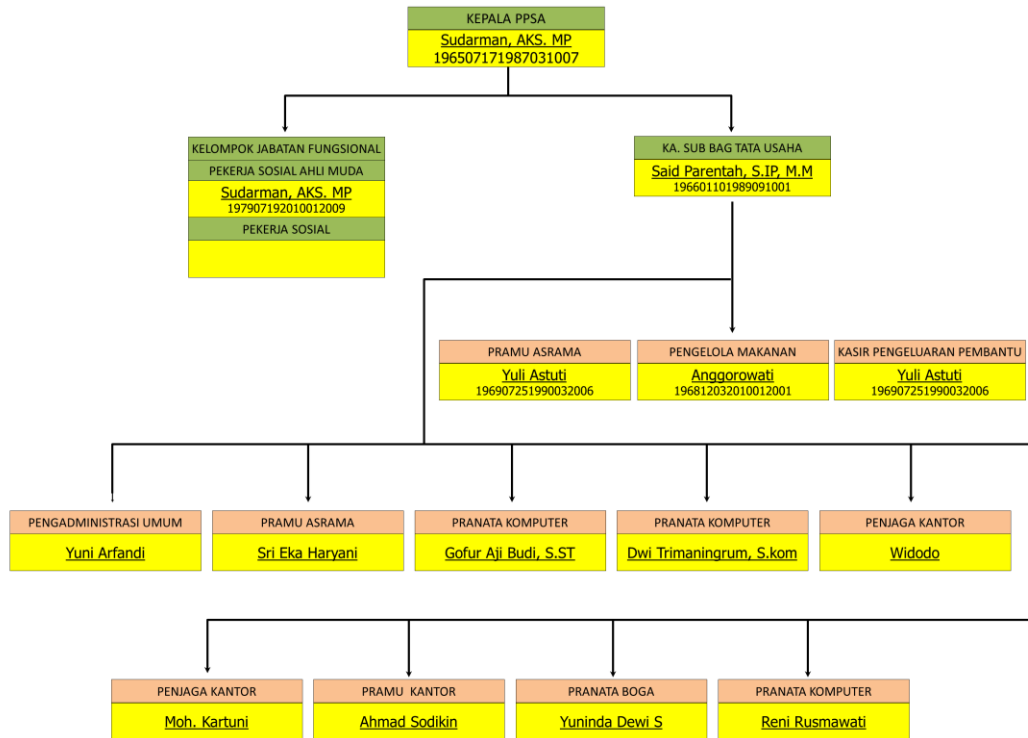 KEPALA PPSA
Sudarman, AKS. MP
196507171987031007
KELOMPOK JABATAN FUNGSIONAL
PEKERJA SOSIAL AHLI MUDA
Sudarman, AKS. MP
197907192010012009
PEKERJA SOSIAL
KA. SUB BAG TATA USAHA
Said Parentah, S.IP, M.M
196601101989091001
PRAMU ASRAMA
Yuli Astuti
196907251990032006
PENGELOLA MAKANAN
Anggorowati
196812032010012001
KASIR PENGELUARAN PEMBANTU
Yuli Astuti
196907251990032006
PENGADMINISTRASI UMUM
Yuni Arfandi
PRAMU ASRAMA
Sri Eka Haryani
PRANATA KOMPUTER
Gofur Aji Budi, S.ST
PRANATA KOMPUTER
Dwi Trimaningrum, S.kom
PENJAGA KANTOR
Widodo
PENJAGA KANTOR
Moh. Kartuni
PRAMU KANTOR
Ahmad Sodikin
PRANATA BOGA
Yuninda Dewi S
PRANATA KOMPUTER
Reni Rusmawati